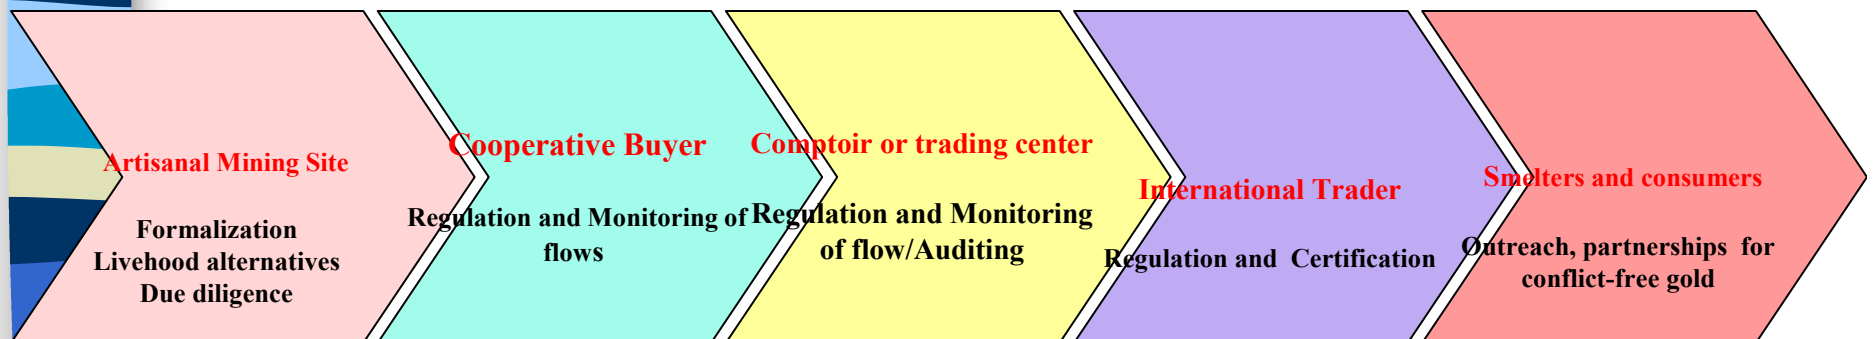 Artisanal Mining Site
Formalization
Livehood alternatives
Due diligence
Cooperative Buyer
Regulation and Monitoring of
flows
Comptoir or trading center
Regulation and Monitoring
of flow/Auditing
International Trader
Regulation and Certification
Smelters and consumers
Outreach, partnerships for
conflict-free gold